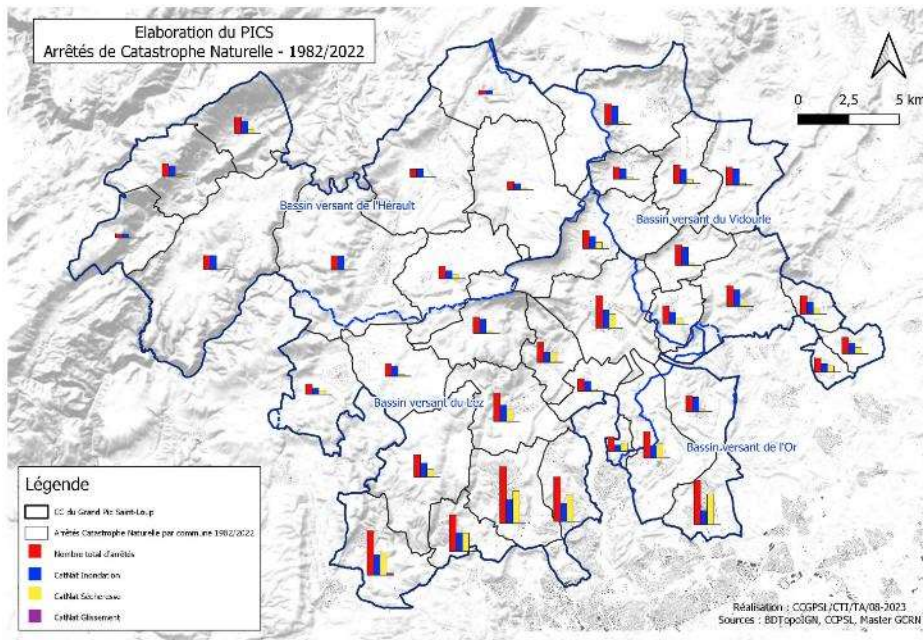 Elaboration du PICS
Arrêtés de Catastrophe Naturelle - 1982/2022
0 2,5 5 km
Bassin versant de l'Hérault
Bassin versant du Vidourle
Bassin versant du Lez
Bassin versant de l'Or
Légende
CC du Grand Pic Saint-Loup
Arrêtés Catastrophe Naturelle par commune 1982/2022
Nombre total d'arrêtés
CatNat Inondation
CatNat Sécheresse
CatNat Glissement
Réalisation : CCGPSL/CTI/TA/08-2023
Sources : BDTopoIGN, CCPSL, Master GCRN